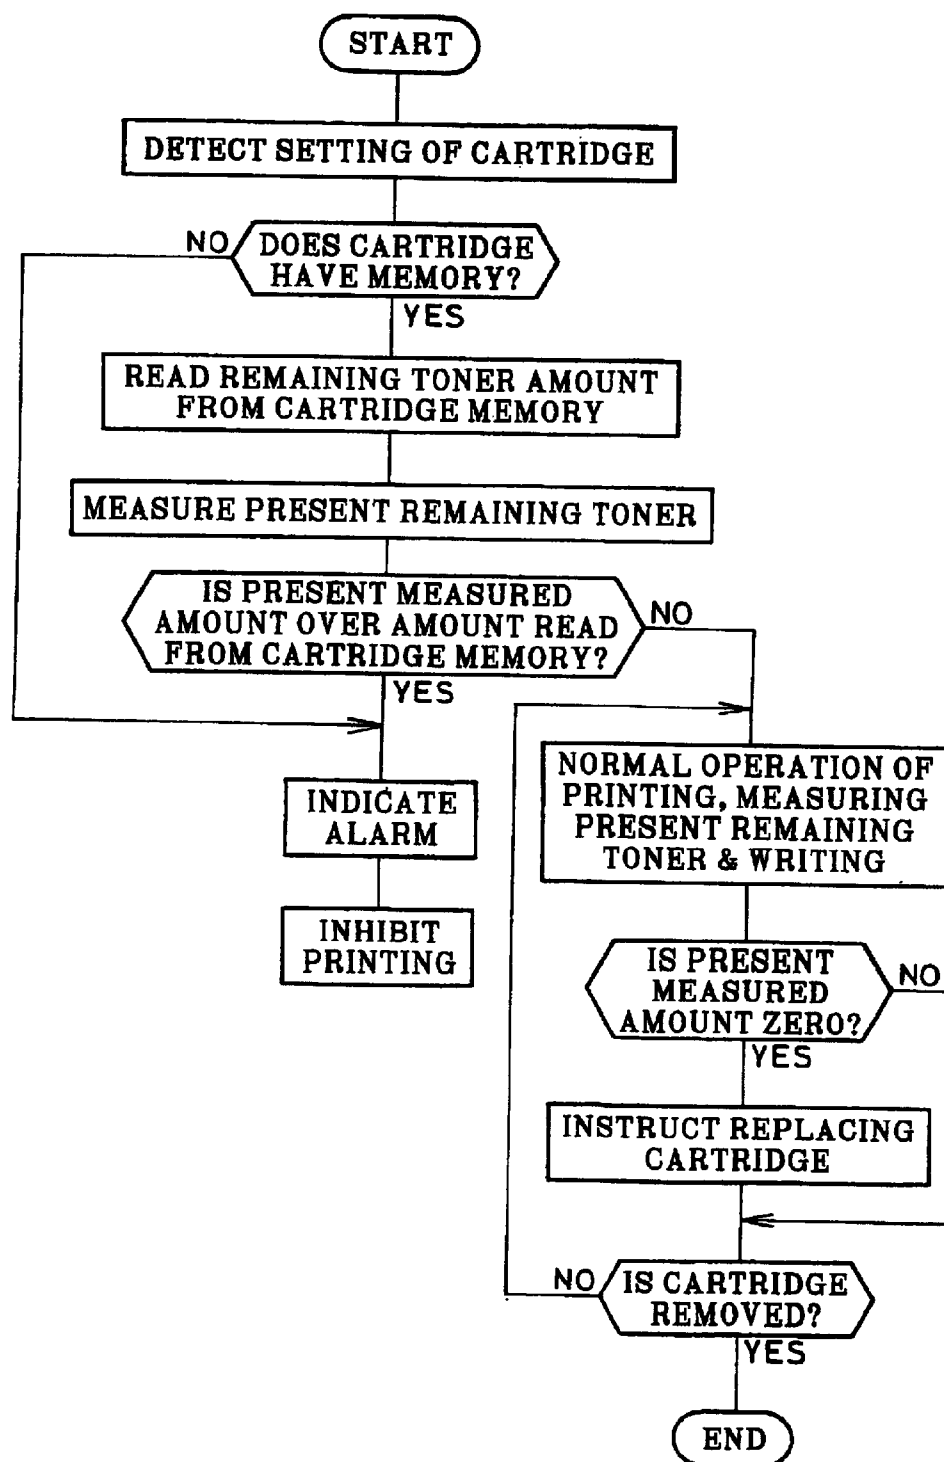 START
DETECT SETTING OF CARTRIDGE
NO
DOES CARTRIDGE
HAVE MEMORY?
YES
READ REMAINING TONER AMOUNT
FROM CARTRIDGE MEMORY
MEASURE PRESENT REMAINING TONER
IS PRESENT MEASURED
AMOUNT OVER AMOUNT READ
FROM CARTRIDGE MEMORY?
NO
YES
INDICATE
ALARM
INHIBIT
PRINTING
NORMAL OPERATION OF
PRINTING, MEASURING
PRESENT REMAINING
TONER & WRITING
IS PRESENT
MEASURED
AMOUNT ZERO?
NO
YES
INSTRUCT REPLACING
CARTRIDGE
NO
IS CARTRIDGE
REMOVED?
YES
END